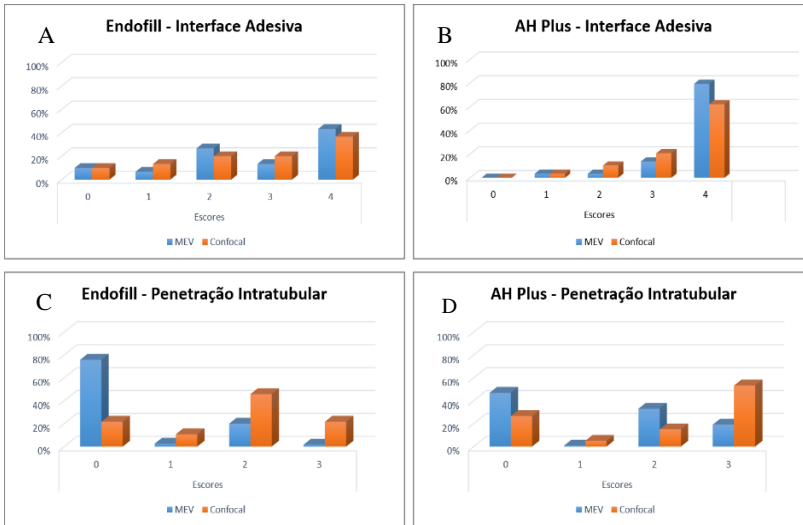 A
Endofill - Interface Adesiva
100%
80%
60%
40%
20%
0%
0 1 2 3 4
Escores
MEV Confocal
B
AH Plus - Interface Adesiva
100%
80%
60%
40%
20%
0%
0 1 2 3 4
Escores
MEV Confocal
C
Endofill - Penetração Intratubular
100%
80%
60%
40%
20%
0%
0 1 2 3
Escores
MEV Confocal
D
AH Plus - Penetração Intratubular
100%
80%
60%
40%
20%
0%
0 1 2 3
Escores
MEV Confocal